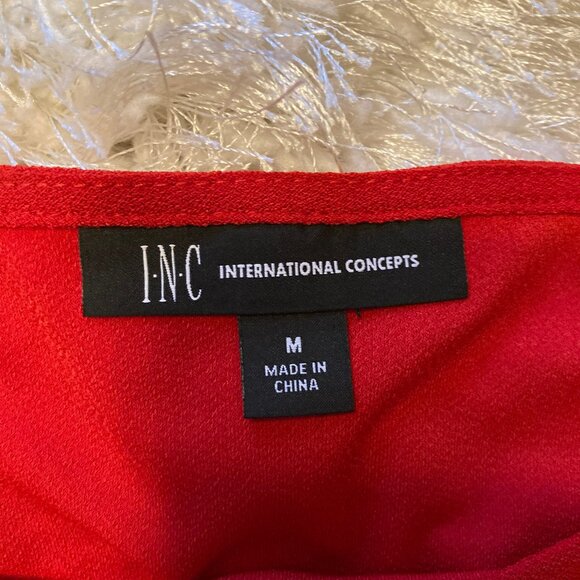 I·N·C INTERNATIONAL CONCEPTS
M
MADE IN
CHINA